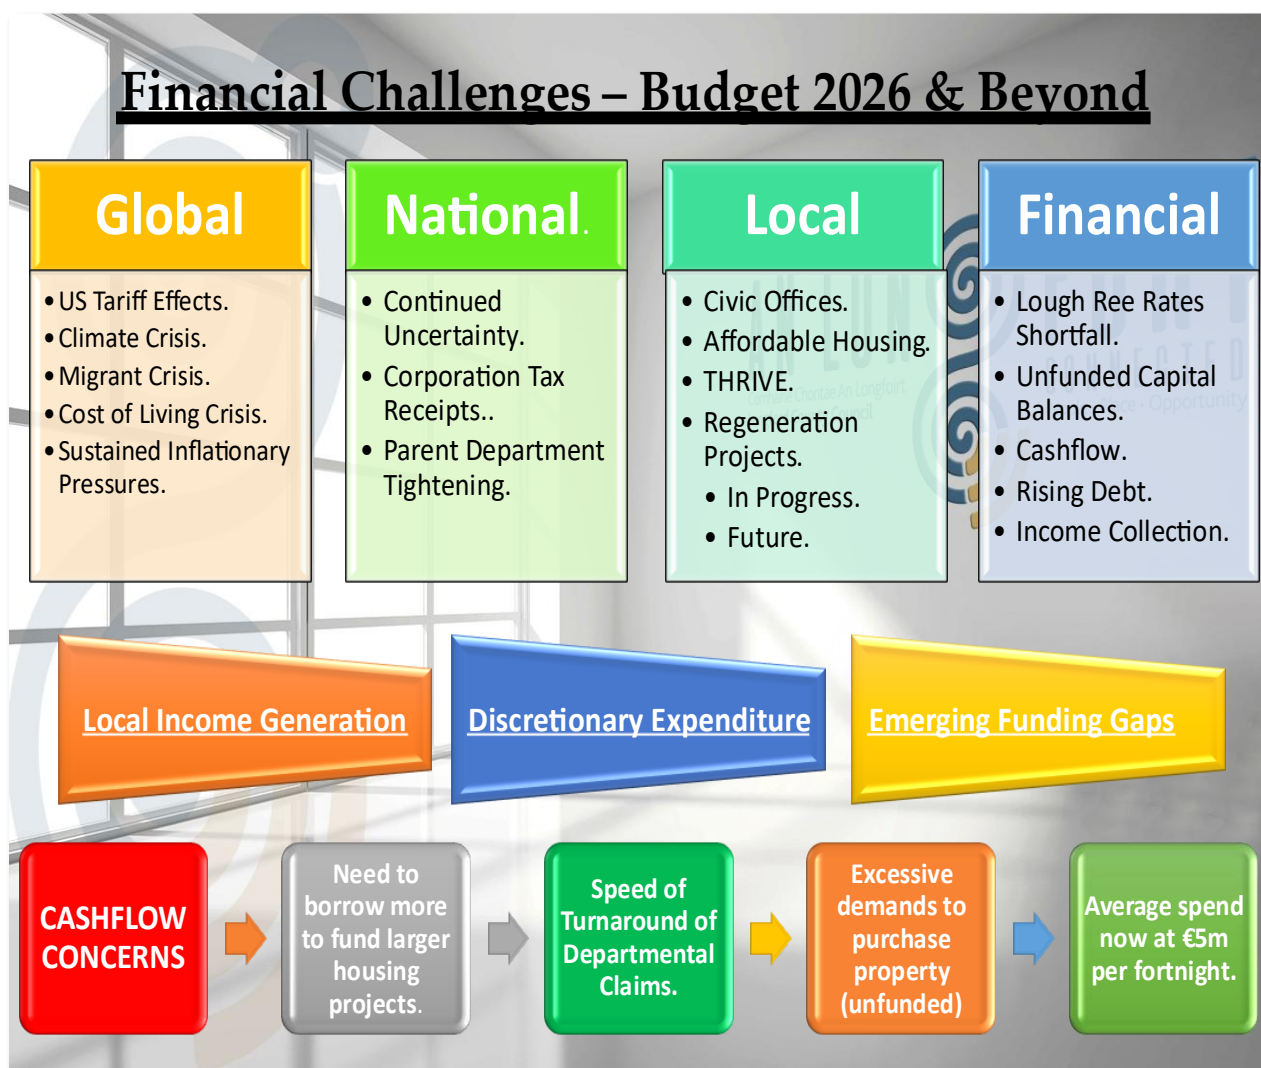 Financial Challenges – Budget 2026 & Beyond
Global
• US Tariff Effects.
• Climate Crisis.
• Migrant Crisis.
• Cost of Living Crisis.
• Sustained Inflationary
Pressures.
National.
• Continued
Uncertainty.
• Corporation Tax
Receipts..
• Parent Department
Tightening.
Local
• Civic Offices.
• Affordable Housing.
• THRIVE.
• Regeneration
Projects.
• In Progress.
• Future.
Financial
• Lough Ree Rates
Shortfall.
• Unfunded Capital
Balances.
• Cashflow.
• Rising Debt.
• Income Collection.
Local Income Generation
Discretionary Expenditure
Emerging Funding Gaps
CASHFLOW
CONCERNS
Need to
borrow more
to fund larger
housing
projects.
Speed of
Turnaround of
Departmental
Claims.
Excessive
demands to
purchase
property
(unfunded)
Average spend
now at €5m
per fortnight.